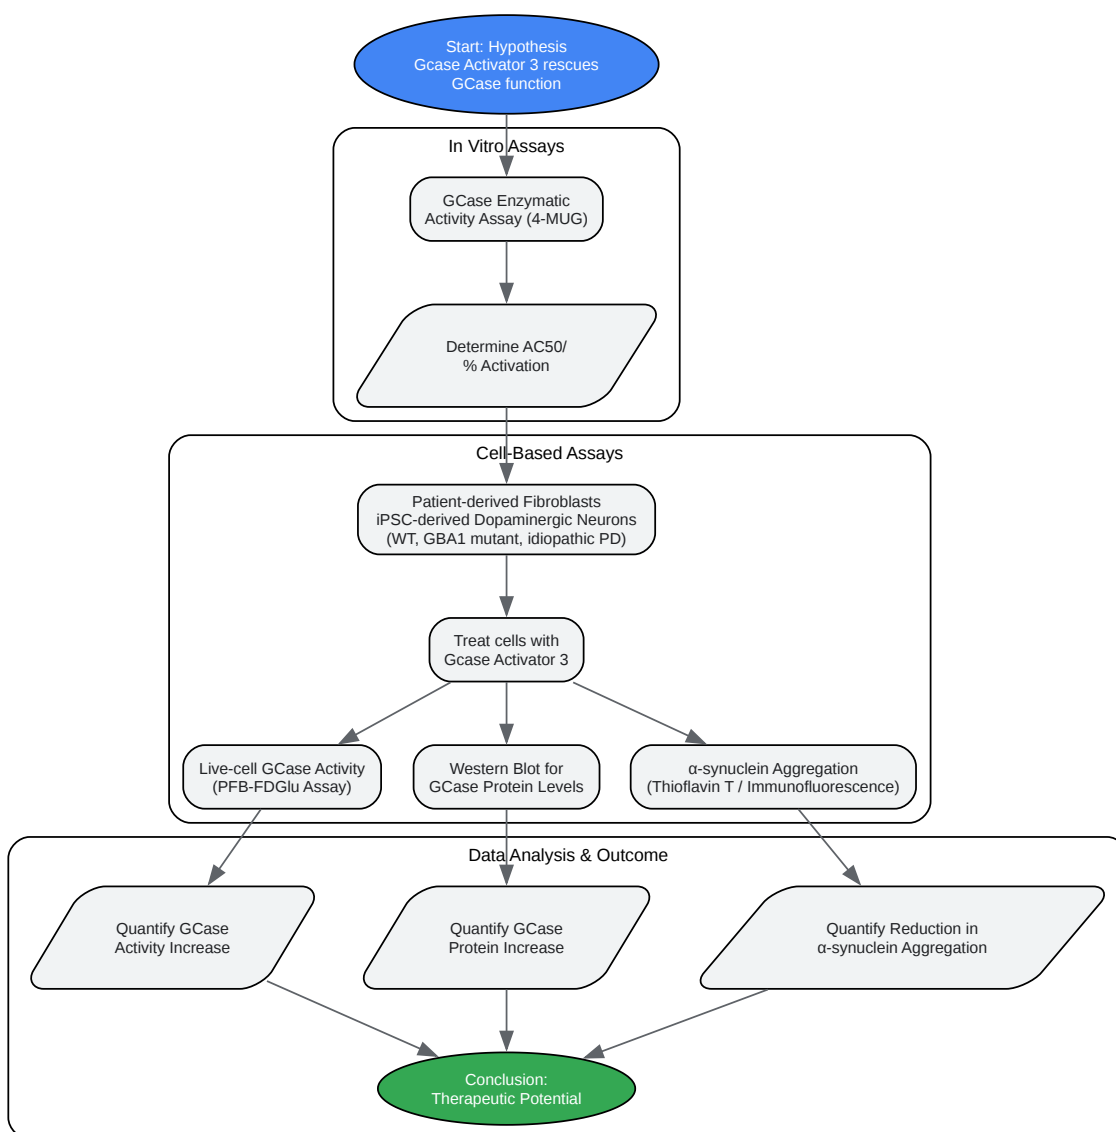 Start: Hypothesis
Gcase Activator 3 rescues
GCase function
In Vitro Assays
GCase Enzymatic
Activity Assay (4-MUG)
Determine AC50/
% Activation
Cell-Based Assays
Patient-derived Fibroblasts
iPSC-derived Dopaminergic Neurons
(WT, GBA1 mutant, idiopathic PD)
Treat cells with
Gcase Activator 3
Live-cell GCase Activity
(PFB-FDGlu Assay)
Western Blot for
GCase Protein Levels
α-synuclein Aggregation
(Thioflavin T / Immunofluorescence)
Data Analysis & Outcome
Quantify GCase
Activity Increase
Quantify GCase
Protein Increase
Quantify Reduction in
α-synuclein Aggregation
Conclusion:
Therapeutic Potential